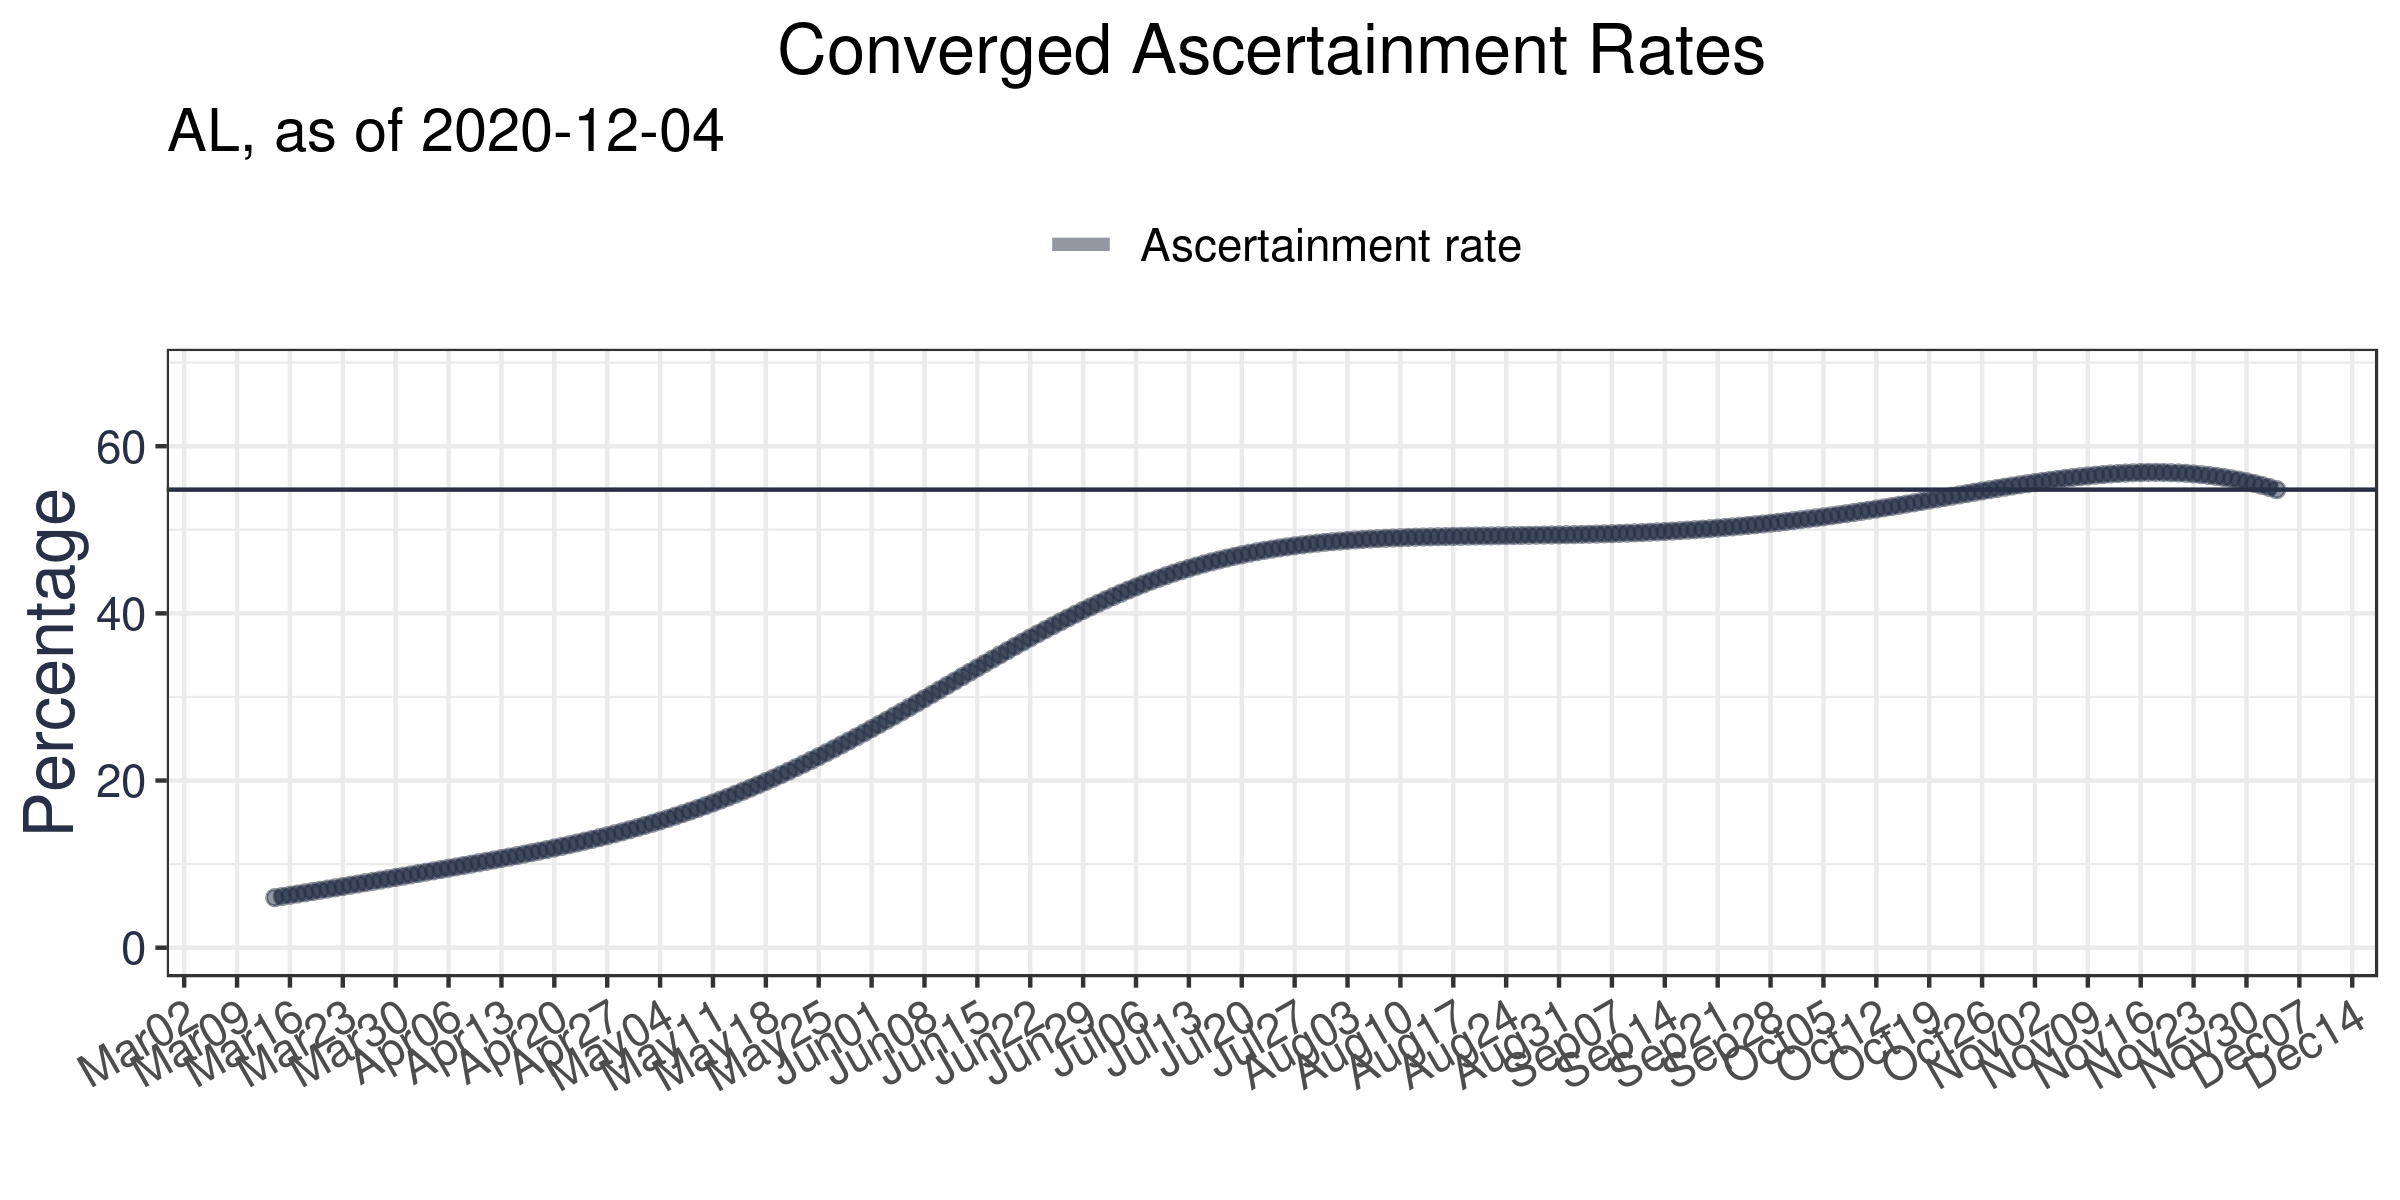 Converged Ascertainment Rates
AL, as of 2020-12-04
Ascertainment rate
Percentage
60
40
20
0
Mar02
Mar09
Mar16
Mar23
Mar30
Apr06
Apr13
Apr20
Apr27
May04
May11
May18
May25
Jun01
Jun08
Jun15
Jun22
Jun29
Jul06
Jul13
Jul20
Jul27
Aug03
Aug10
Aug17
Aug24
Aug31
Sep07
Sep14
Sep21
Sep28
Oct05
Oct12
Oct19
Oct26
Nov02
Nov09
Nov16
Nov23
Nov30
Dec07
Dec14